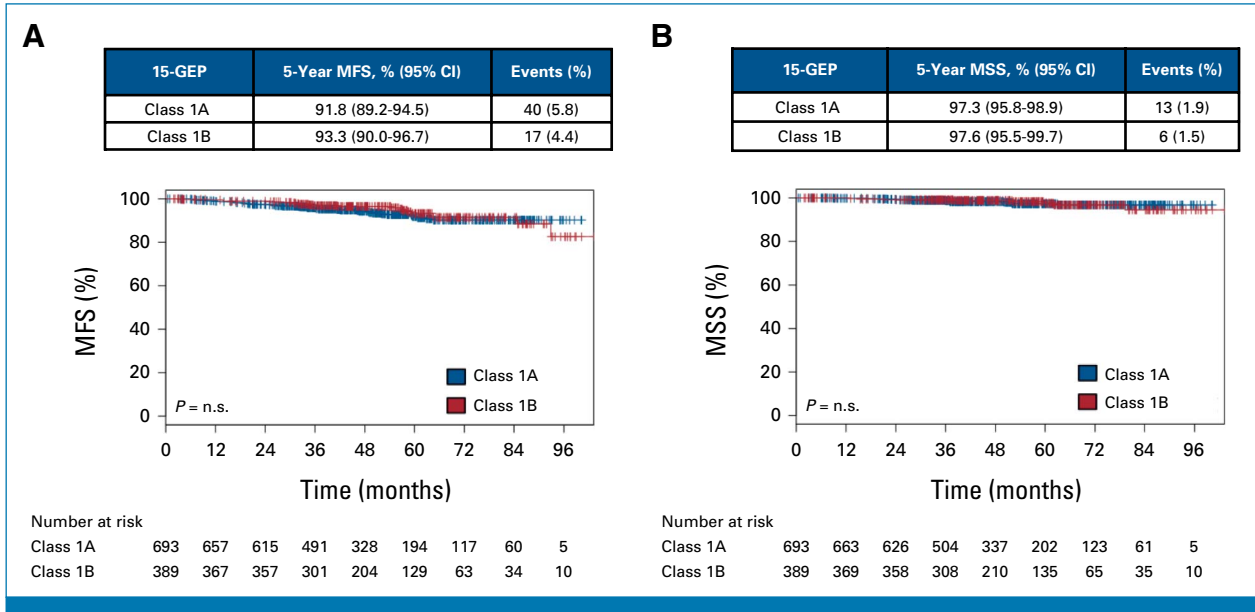 A
15-GEP 5-Year MFS, % (95% CI) Events (%)
Class 1A 91.8 (89.2-94.5) 40 (5.8)
Class 1B 93.3 (90.0-96.7) 17 (4.4)
100
80
60
40
20
0
MFS (%)
Class 1A
Class 1B
P = n.s.
0 12 24 36 48 60 72 84 96
Time (months)
Number at risk
Class 1A 693 657 615 491 328 194 117 60 5
Class 1B 389 367 357 301 204 129 63 34 10
B
15-GEP 5-Year MSS, % (95% CI) Events (%)
Class 1A 97.3 (95.8-98.9) 13 (1.9)
Class 1B 97.6 (95.5-99.7) 6 (1.5)
100
80
60
40
20
0
MSS (%)
Class 1A
Class 1B
P = n.s.
0 12 24 36 48 60 72 84 96
Time (months)
Number at risk
Class 1A 693 663 626 504 337 202 123 61 5
Class 1B 389 369 358 308 210 135 65 35 10